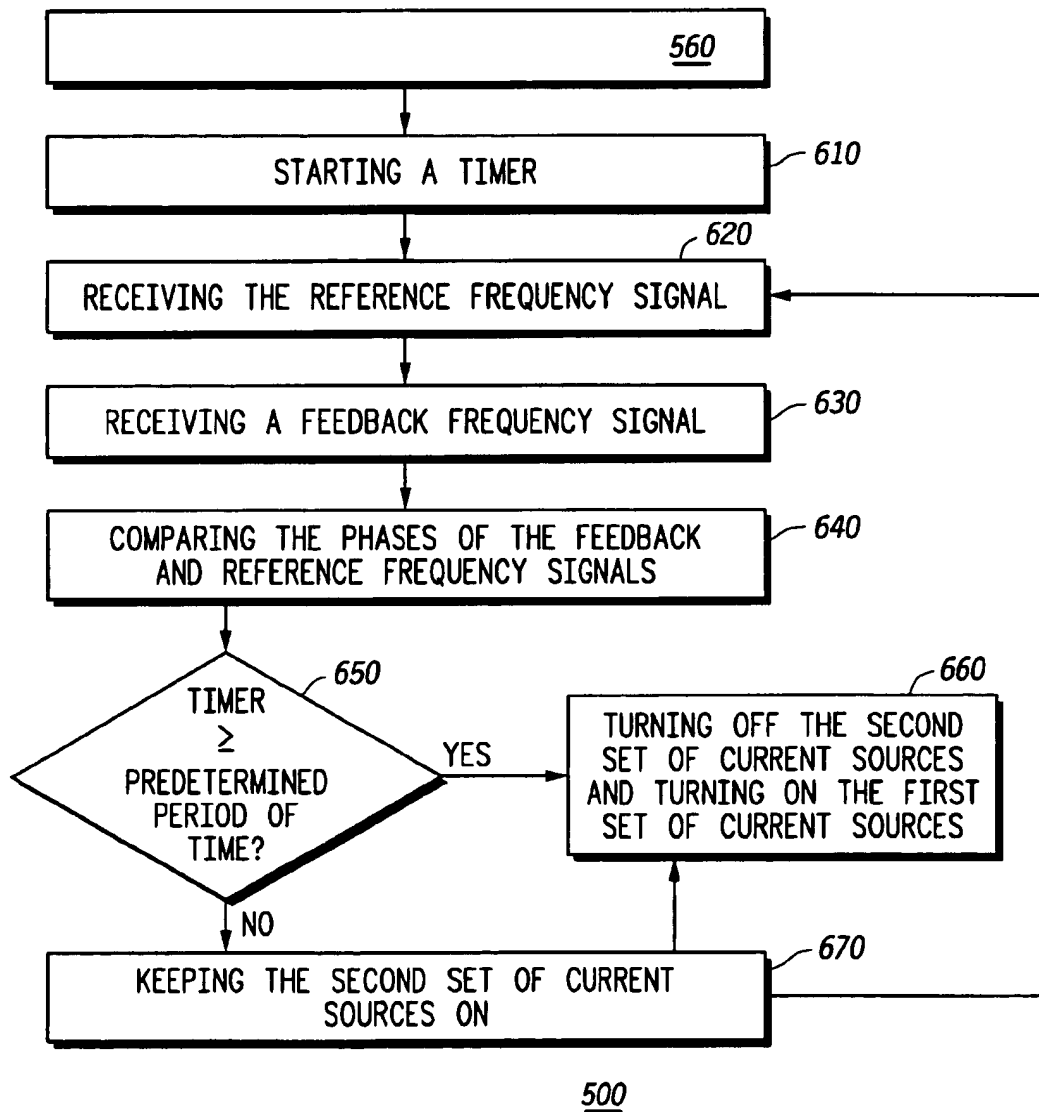 560
STARTING A TIMER
610
620
RECEIVING THE REFERENCE FREQUENCY SIGNAL
RECEIVING A FEEDBACK FREQUENCY SIGNAL
630
COMPARING THE PHASES OF THE FEEDBACK
AND REFERENCE FREQUENCY SIGNALS
640
650
TIMER
≥
PREDETERMINED
PERIOD OF
TIME?
YES
NO
660
TURNING OFF THE SECOND
SET OF CURRENT SOURCES
AND TURNING ON THE FIRST
SET OF CURRENT SOURCES
670
KEEPING THE SECOND SET OF CURRENT
SOURCES ON
500